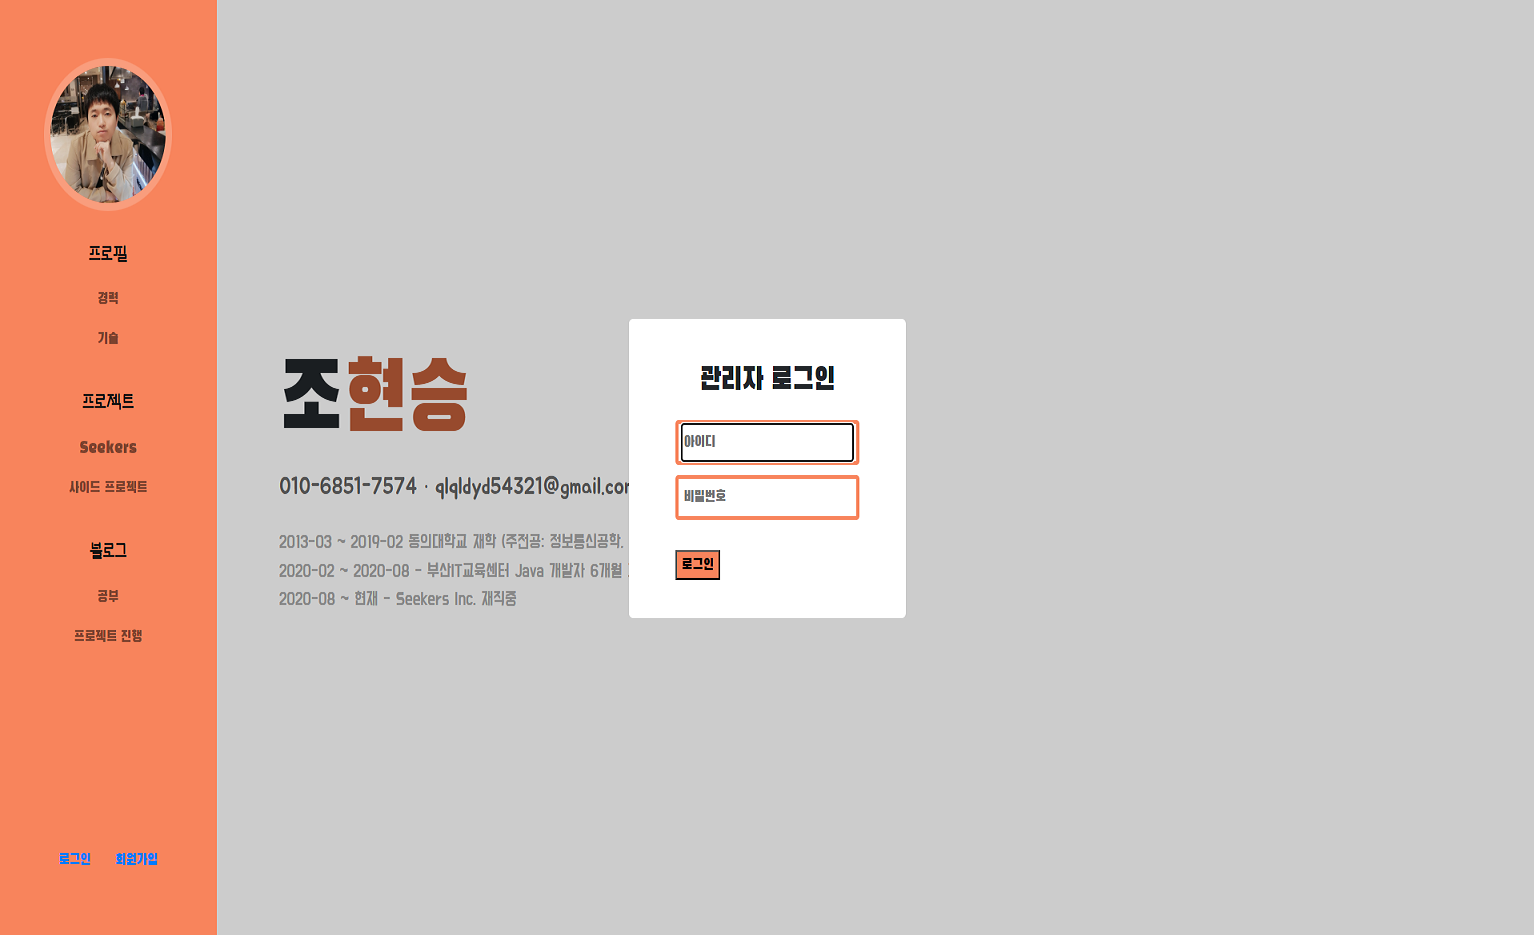 프로필
경력
기술
프로젝트
Seekers
사이드 프로젝트
블로그
공부
프로젝트 진행
로그인 회원가입
조현승
010-6851-7574 · qlqldyd54321@gmail.com
2013-03 ~ 2019-02 동의대학교 재학 (주전공: 정보통신공학.
2020-02 ~ 2020-08 - 부산IT교육센터 Java 개발자 6개월
2020-08 ~ 현재 - Seekers Inc. 재직중
관리자 로그인
아이디
비밀번호
로그인